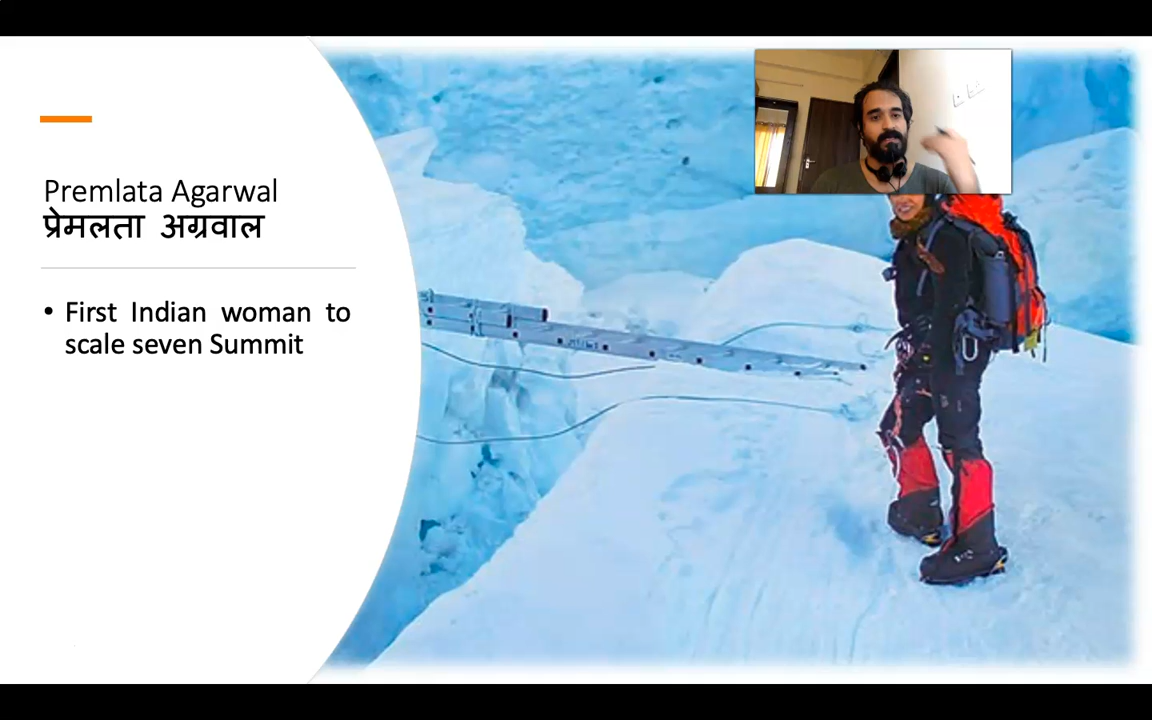 Premlata Agarwal
प्रेमलता अग्रवाल
• First Indian woman to
scale seven Summit